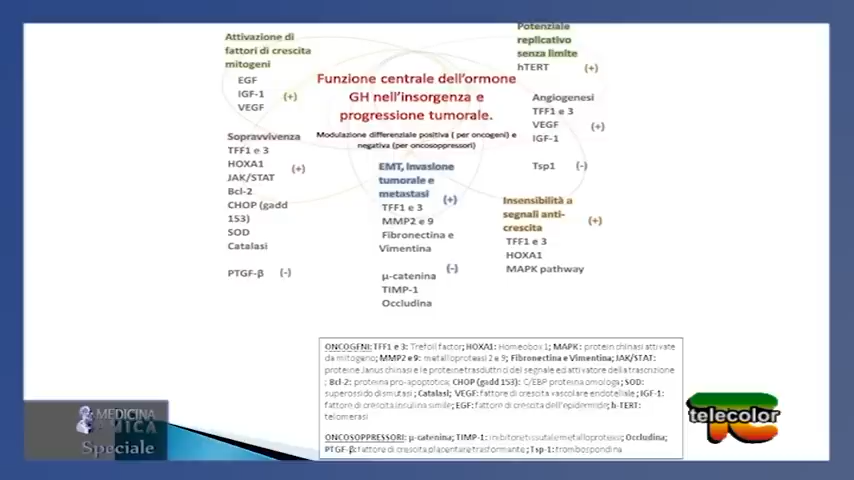 Attivazione di
fattori di crescita
mitogeni
EGF
IGF-1
VEGF
(+)
Sopravvivenza
TFF1 e 3
HOXA1
JAK/STAT
Bcl-2
CHOP (gadd
153)
SOD
Catalasi
(+)
PTGF-β (-)
Funzione centrale dell'ormone
GH nell'insorgenza e
progressione tumorale.
Modulazione differenziale positiva ( per oncogeni) e
negativa (per oncosoppressori)
EMT, invasione
tumorale e
metastasi
(+)
TFF1 e 3
MMP2 e 9
Fibronectina e
Vimentina
(-)
μ-catenina
TIMP-1
Occludina
Potenziale
replicativo
senza limite
hTERT (+)
Angiogenesi
TFF1 e 3
VEGF (+)
IGF-1
Tsp1 (-)
Insensibilità a
segnali anti-
crescita
(+)
TFF1 e 3
HOXA1
MAPK pathway
ONCOGENI: TFF1 e 3: Trefoil factor; HOXA1: Homeobox 1; MAPK: protein chinasi attivate
da mitogeno; MMP2 e 9: metalloproteasi 2 e 9; Fibronectina e Vimentina; JAK/STAT:
proteine Janus chinasi e le proteine trasduttrici del segnale ed attivatore della trascrizione
; Bcl-2: proteina pro-apoptotica; CHOP (gadd 153): C/EBP proteina omologa; SOD:
superossido dismutasi; Catalasi; VEGF: fattore di crescita vascolare endoteliale; IGF-1:
fattore di crescita insulina simile; EGF: fattore di crescita dell'epidermide; h-TERT:
telomerasi
ONCOSOPPRESSORI: μ-catenina; TIMP-1: inibitore tissutale metalloproteasi; Occludina;
PTGF-β: fattore di crescita placentare trasformante; Tsp-1: trombospondina
MEDICINA
AMICA
Speciale
telecolor